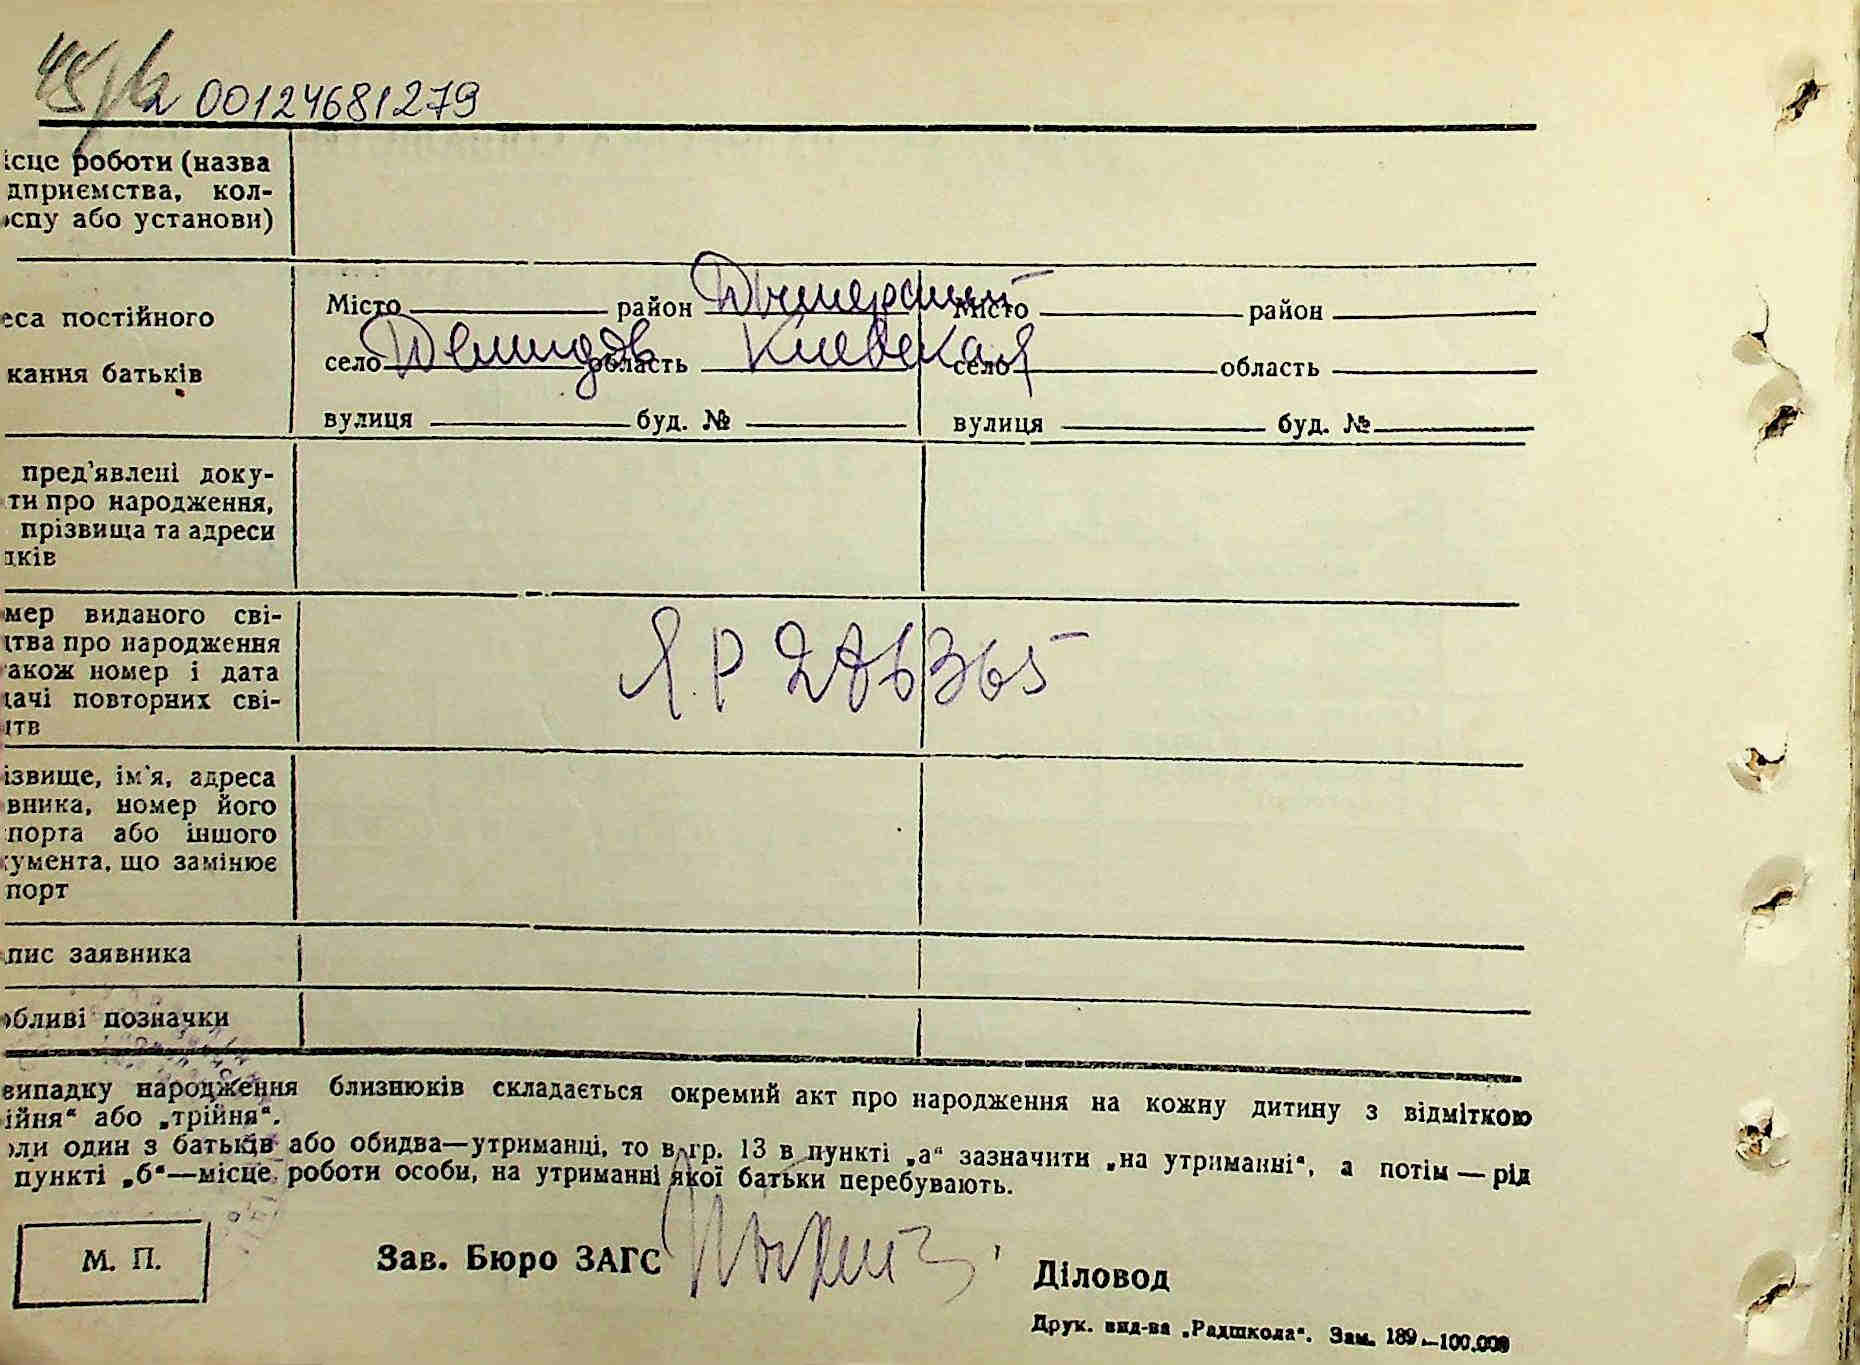 00124681279
ісце роботи (назва
дприємства, кол-
оспу або установи)
Місто район Дымерский Місто район
еса постійного
село Демидов область Киевская село область
кання батьків
вулиця буд. № вулиця буд. №
пред'явлені доку-
ти про народження,
прізвища та адреси
дків
мер виданого сві-
цтва про народження
акож номер і дата
дачі повторних сві-
цтв
ЯР 276365
ізвище, ім'я, адреса
вника, номер його
порта або іншого
кумента, що замінює
порт
пис заявника
обливі позначки
випадку народження близнюків складається окремий акт про народження на кожну дитину з відміткою
ійня“ або „трійня“.
оли один з батьків або обидва—утриманці, то в гр. 13 в пункті „а“ зазначити „на утриманні“, а потім — рід
пункті „б“—місце роботи особи, на утриманні якої батьки перебувають.
М. П. Зав. Бюро ЗАГС Діловод
Друк. вид-ва „Радшкола“. Зам. 189.—100.000